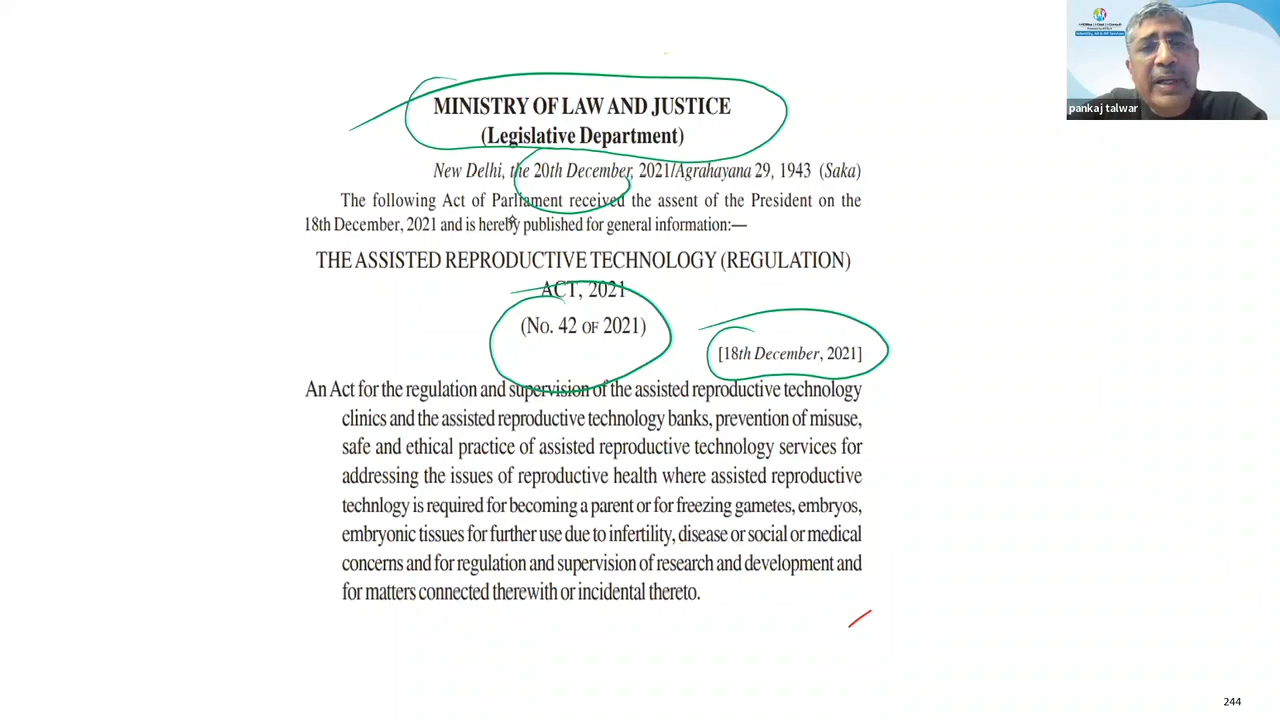 MINISTRY OF LAW AND JUSTICE
(Legislative Department)
New Delhi, the 20th December, 2021/Agrahayana 29, 1943 (Saka)
The following Act of Parliament received the assent of the President on the
18th December, 2021 and is hereby published for general information:—
THE ASSISTED REPRODUCTIVE TECHNOLOGY (REGULATION)
ACT, 2021
(No. 42 OF 2021)
[18th December, 2021]
An Act for the regulation and supervision of the assisted reproductive technology
clinics and the assisted reproductive technology banks, prevention of misuse,
safe and ethical practice of assisted reproductive technology services for
addressing the issues of reproductive health where assisted reproductive
technlogy is required for becoming a parent or for freezing gametes, embryos,
embryonic tissues for further use due to infertility, disease or social or medical
concerns and for regulation and supervision of research and development and
for matters connected therewith or incidental thereto.
pankaj talwar
244